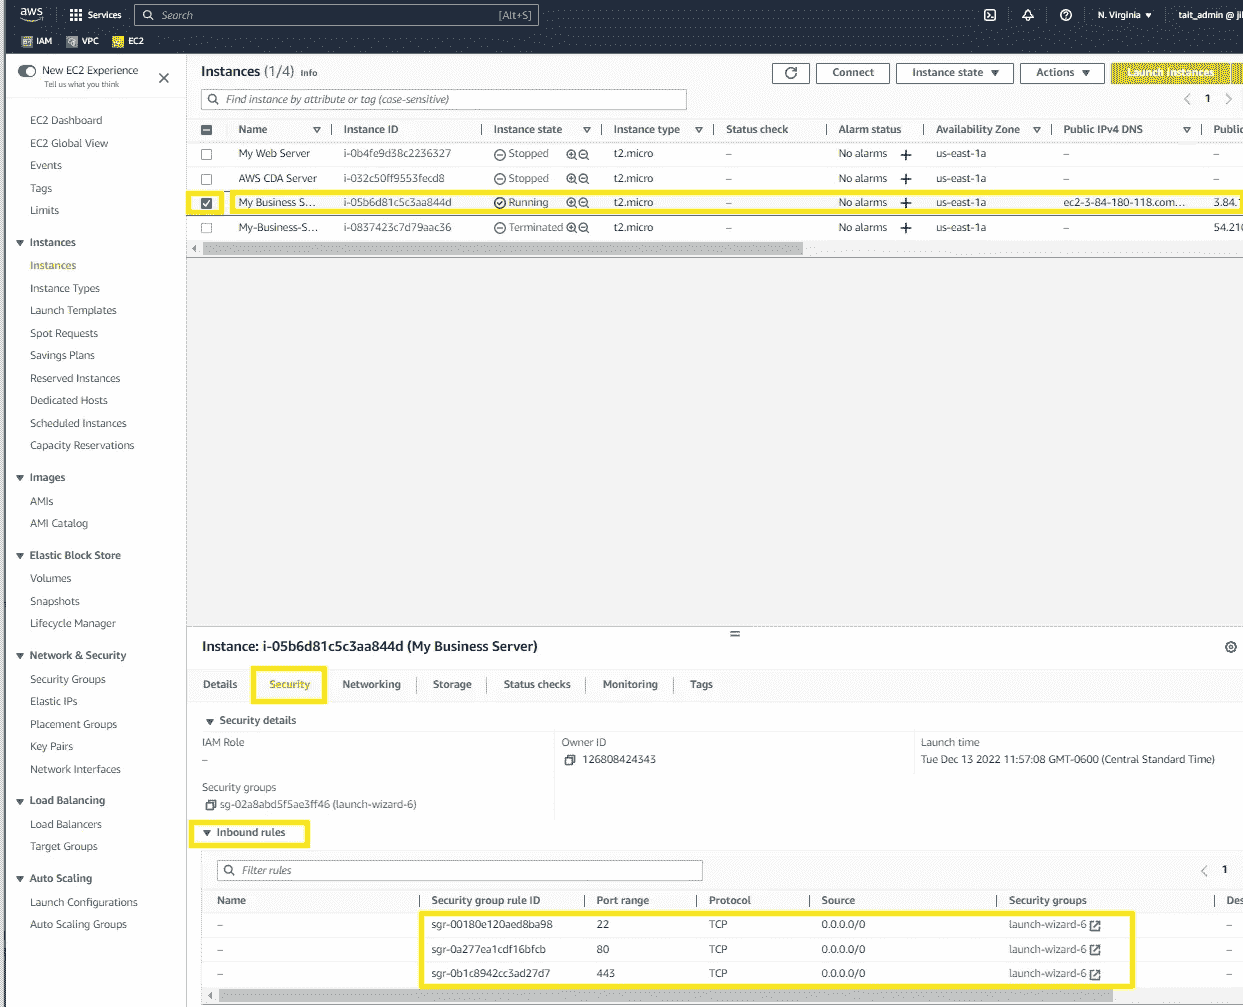 aws Services Search [Alt+S] N. Virginia ▼ tait_admin @ ji
IAM VPC EC2
New EC2 Experience
Tell us what you think
EC2 Dashboard
EC2 Global View
Events
Tags
Limits
Instances
Instances
Instance Types
Launch Templates
Spot Requests
Savings Plans
Reserved Instances
Dedicated Hosts
Scheduled Instances
Capacity Reservations
Images
AMIs
AMI Catalog
Elastic Block Store
Volumes
Snapshots
Lifecycle Manager
Network & Security
Security Groups
Elastic IPs
Placement Groups
Key Pairs
Network Interfaces
Load Balancing
Load Balancers
Target Groups
Auto Scaling
Launch Configurations
Auto Scaling Groups
Instances (1/4) Info Connect Instance state ▼ Actions ▼ Launch Instances
Find instance by attribute or tag (case-sensitive) 1
Name Instance ID Instance state Instance type Status check Alarm status Availability Zone Public IPv4 DNS Public
My Web Server i-0b4fe9d38c2236327 Stopped t2.micro – No alarms + us-east-1a – –
AWS CDA Server i-032c50ff9553fecd8 Stopped t2.micro – No alarms + us-east-1a – –
My Business S... i-05b6d81c5c3aa844d Running t2.micro – No alarms + us-east-1a ec2-3-84-180-118.com... 3.84.1
My-Business-S... i-0837423c7d79aac36 Terminated t2.micro – No alarms + us-east-1a – 54.210
Instance: i-05b6d81c5c3aa844d (My Business Server)
Details Security Networking Storage Status checks Monitoring Tags
Security details
IAM Role Owner ID Launch time
– 126808424343 Tue Dec 13 2022 11:57:08 GMT-0600 (Central Standard Time)
Security groups
sg-02a8abd5f5ae3ff46 (launch-wizard-6)
Inbound rules
Filter rules 1
Name Security group rule ID Port range Protocol Source Security groups Des
– sgr-00180e120aed8ba98 22 TCP 0.0.0.0/0 launch-wizard-6 –
– sgr-0a277ea1cdf16bfcb 80 TCP 0.0.0.0/0 launch-wizard-6 –
– sgr-0b1c8942cc3ad27d7 443 TCP 0.0.0.0/0 launch-wizard-6 –